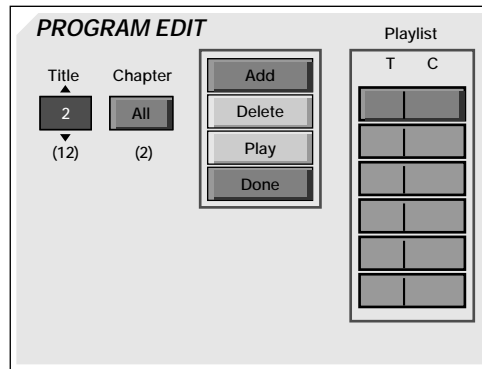 PROGRAM EDIT
Title
Chapter
2
All
(12)
(2)
Add
Delete
Play
Done
Playlist
T C